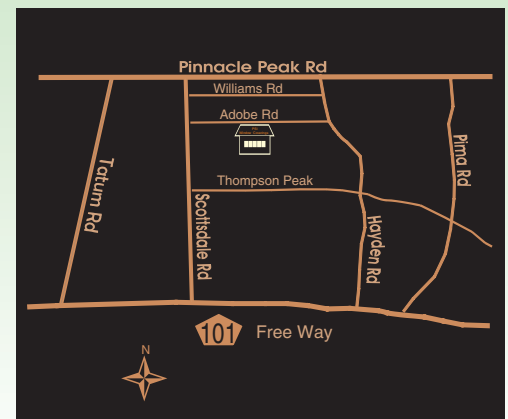 Pinnacle Peak Rd
Williams Rd
Adobe Rd
Thompson Peak
Tatum Rd
Scottsdale Rd
Hayden Rd
Pima Rd
101
Free Way
N